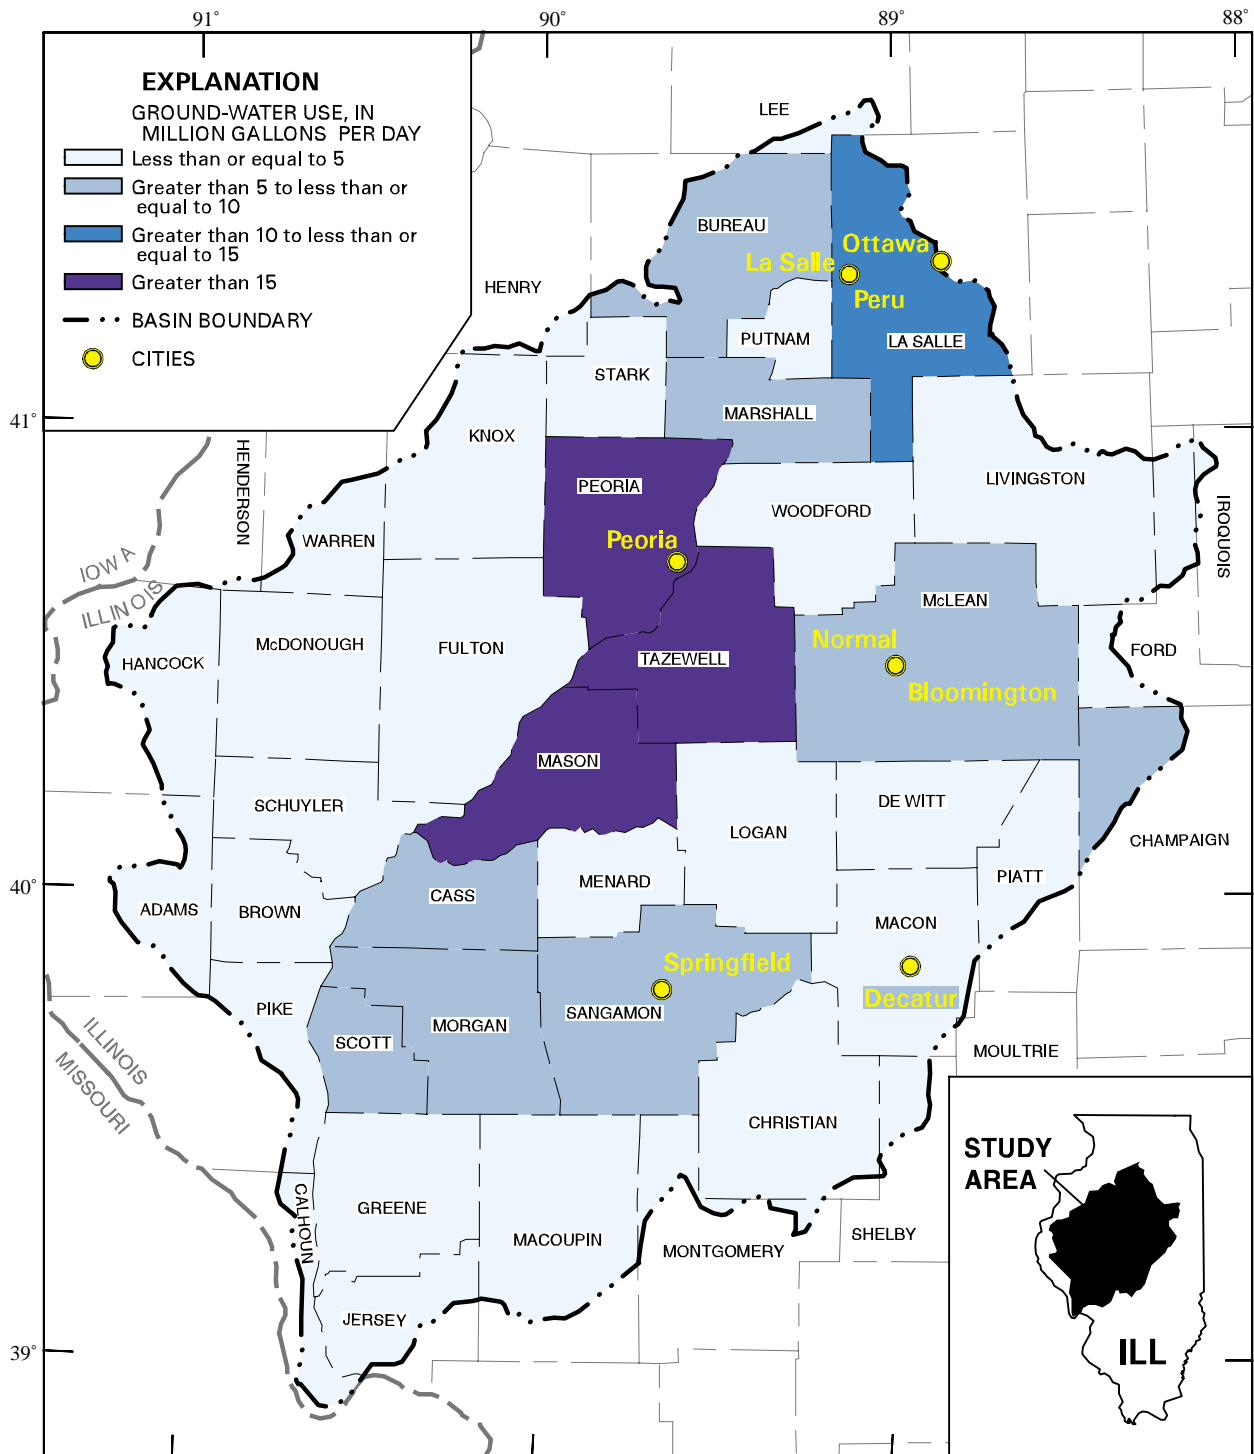 91°
90°
89°
88°
EXPLANATION
GROUND-WATER USE, IN
MILLION GALLONS PER DAY
Less than or equal to 5
Greater than 5 to less than or
equal to 10
Greater than 10 to less than or
equal to 15
Greater than 15
BASIN BOUNDARY
CITIES
LEE
BUREAU
Ottawa
La Salle
Peru
HENRY
PUTNAM
LA SALLE
STARK
MARSHALL
41°
KNOX
HENDERSON
PEORIA
LIVINGSTON
WOODFORD
IROQUOIS
WARREN
Peoria
IOWA
ILLINOIS
McLEAN
McDONOUGH
FULTON
Normal
HANCOCK
TAZEWELL
FORD
Bloomington
MASON
SCHUYLER
DE WITT
LOGAN
CHAMPAIGN
40°
MENARD
PIATT
CASS
ADAMS
BROWN
MACON
Springfield
Decatur
PIKE
SANGAMON
MORGAN
SCOTT
ILLINOIS
MISSOURI
MOULTRIE
CHRISTIAN
STUDY
AREA
CALHOUN
GREENE
MACOUPIN
MONTGOMERY
SHELBY
JERSEY
39°
ILL